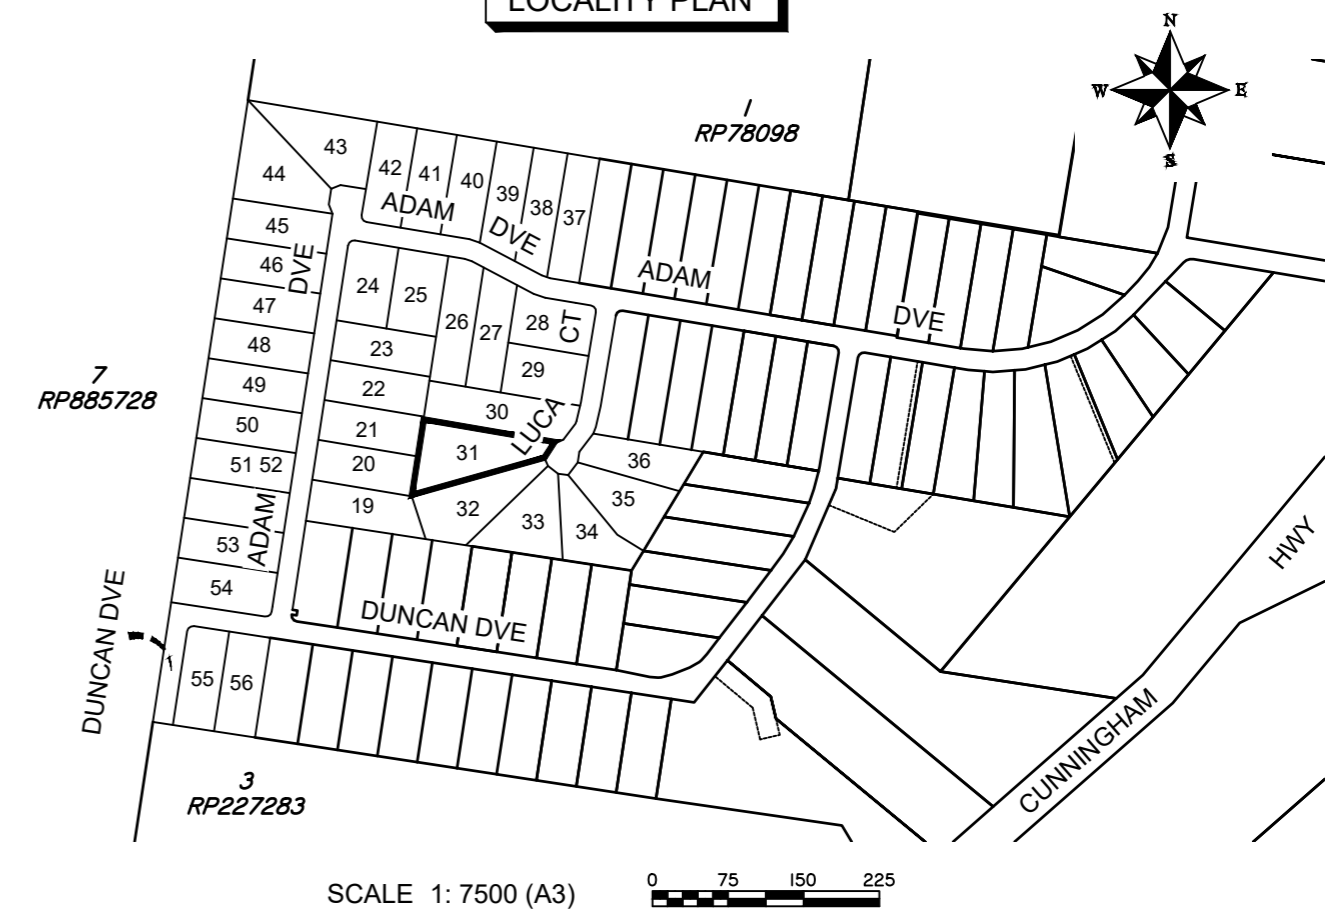 LOCALITY PLAN
N
W E
S
1
RP78098
43
42 41 40 39 38 37
44
ADAM
DVE
45
46
DVE
ADAM
47
24 25 26 27 28
CT
DVE
48
23
29
49
22
30
LUCA
7
RP885728
50
21
31
36
51 52
20
35
19
32 33 34
ADAM
53
54
HWY
DUNCAN DVE
DUNCAN DVE
55 56
CUNNINGHAM
3
RP227283
SCALE 1: 7500 (A3)
0 75 150 225